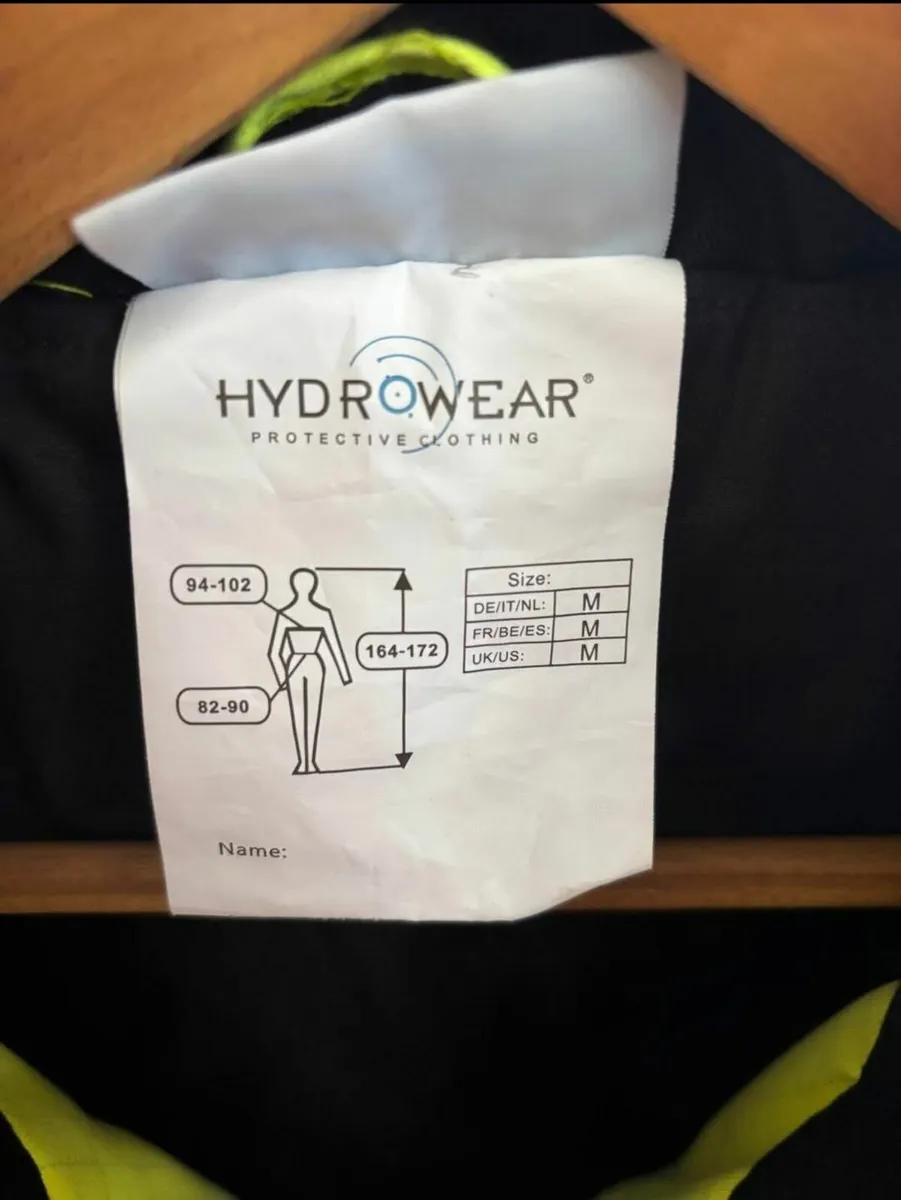 HYDROWEAR®
PROTECTIVE CLOTHING
94-102
164-172
82-90
Size:
DE/IT/NL: M
FR/BE/ES: M
UK/US: M
Name: